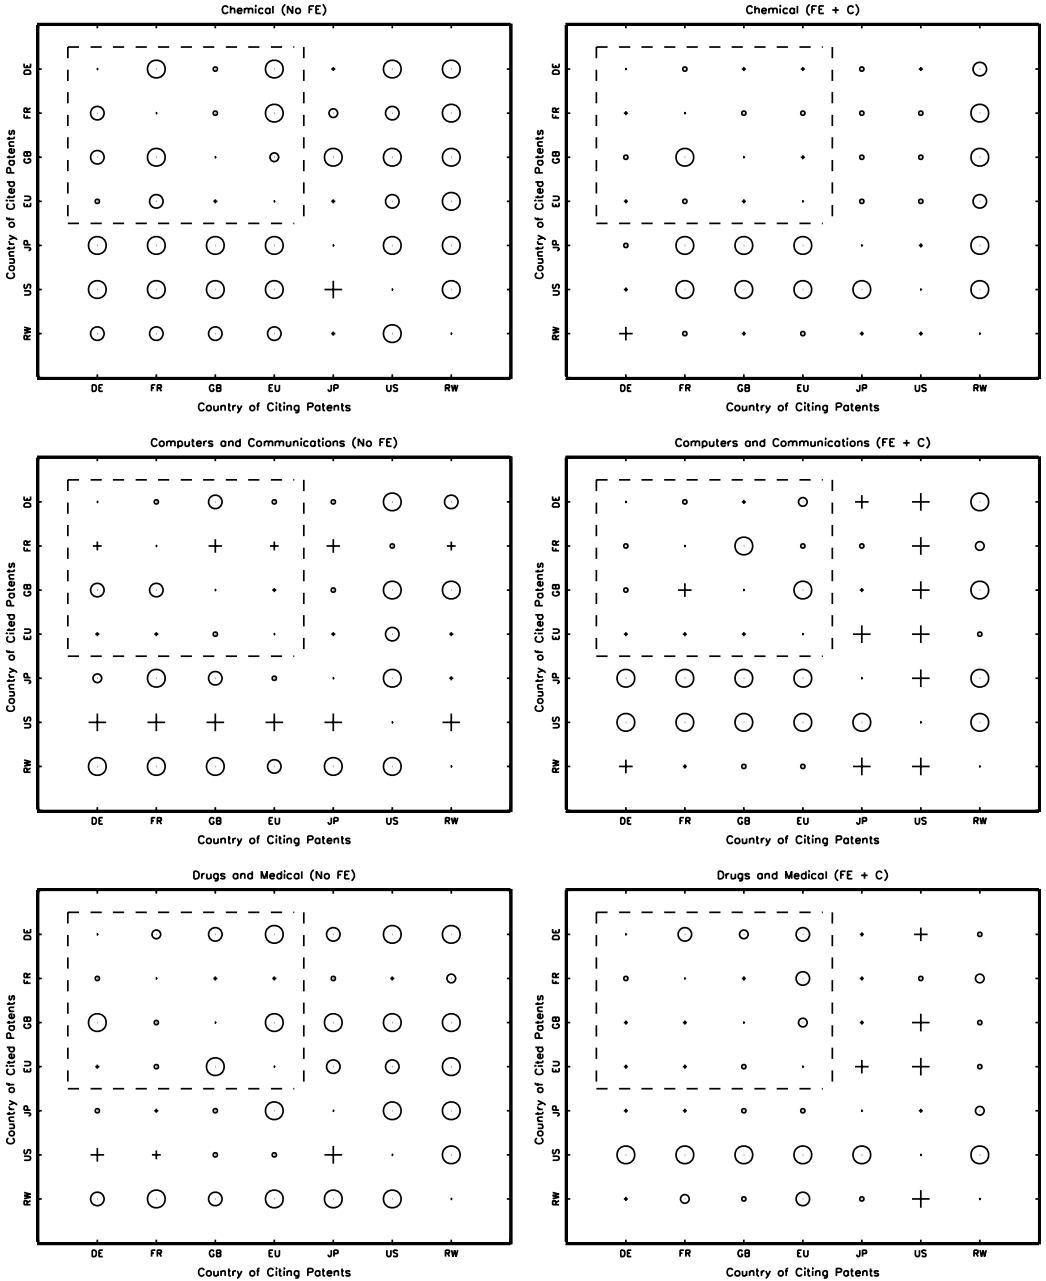 Chemical (No FE)
Chemical (FE + C)
Country of Cited Patents
DE
FR
GB
EU
JP
US
RW
DE FR GB EU JP US RW
Country of Citing Patents
Country of Cited Patents
DE
FR
GB
EU
JP
US
RW
DE FR GB EU JP US RW
Country of Citing Patents
Computers and Communications (No FE)
Computers and Communications (FE + C)
Country of Cited Patents
DE
FR
GB
EU
JP
US
RW
DE FR GB EU JP US RW
Country of Citing Patents
Country of Cited Patents
DE
FR
GB
EU
JP
US
RW
DE FR GB EU JP US RW
Country of Citing Patents
Drugs and Medical (No FE)
Drugs and Medical (FE + C)
Country of Cited Patents
DE
FR
GB
EU
JP
US
RW
DE FR GB EU JP US RW
Country of Citing Patents
Country of Cited Patents
DE
FR
GB
EU
JP
US
RW
DE FR GB EU JP US RW
Country of Citing Patents